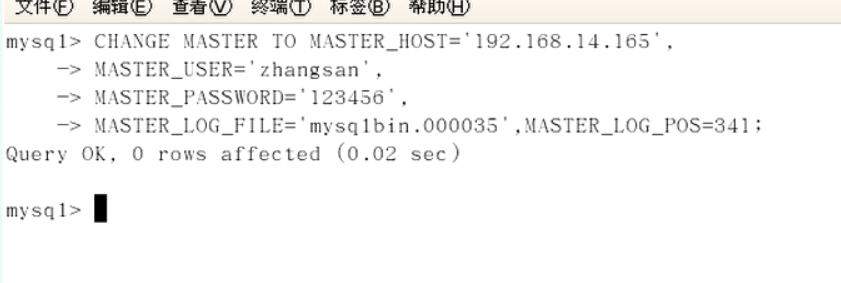 文件(F) 编辑(E) 查看(V) 终端(T) 标签(B) 帮助(H)
mysql> CHANGE MASTER TO MASTER_HOST='192.168.14.165',
-> MASTER_USER='zhangsan',
-> MASTER_PASSWORD='123456',
-> MASTER_LOG_FILE='mysqlbin.000035',MASTER_LOG_POS=341;
Query OK, 0 rows affected (0.02 sec)
mysql>